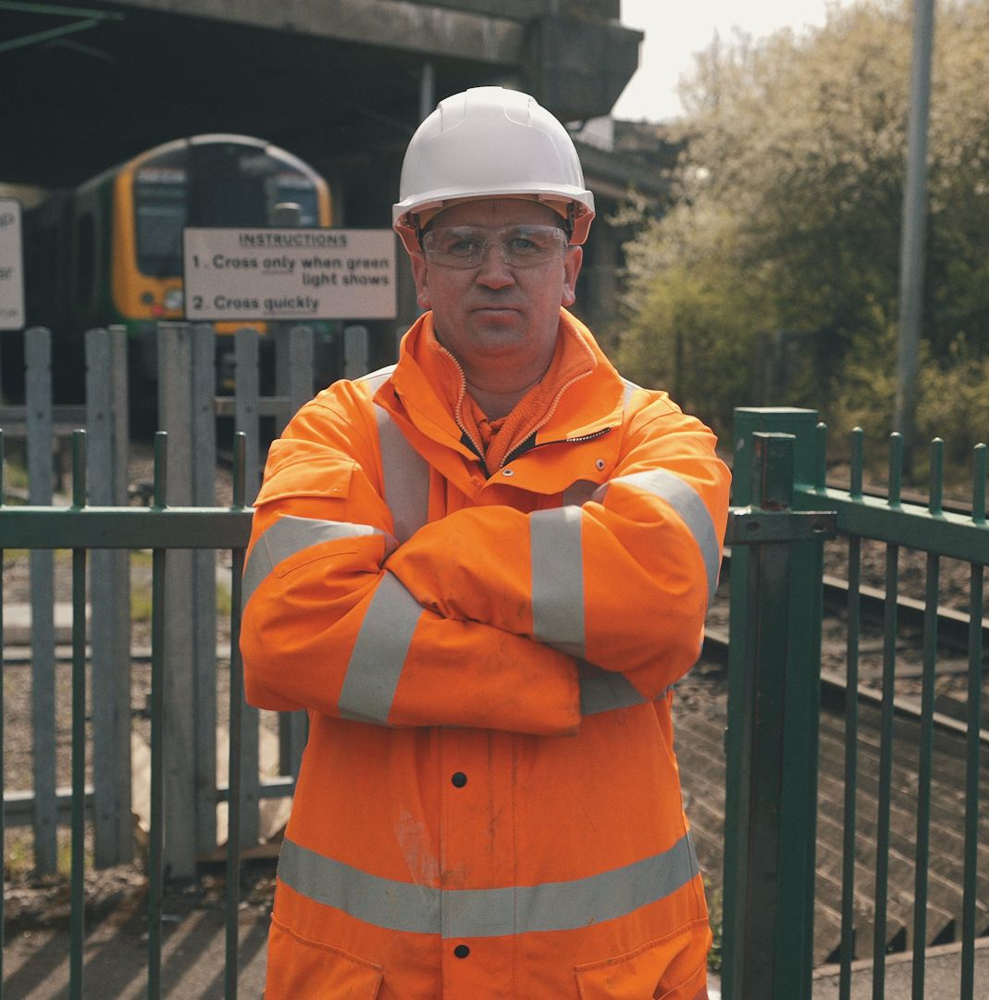 INSTRUCTIONS
1. Cross only when green
light shows
2. Cross quickly